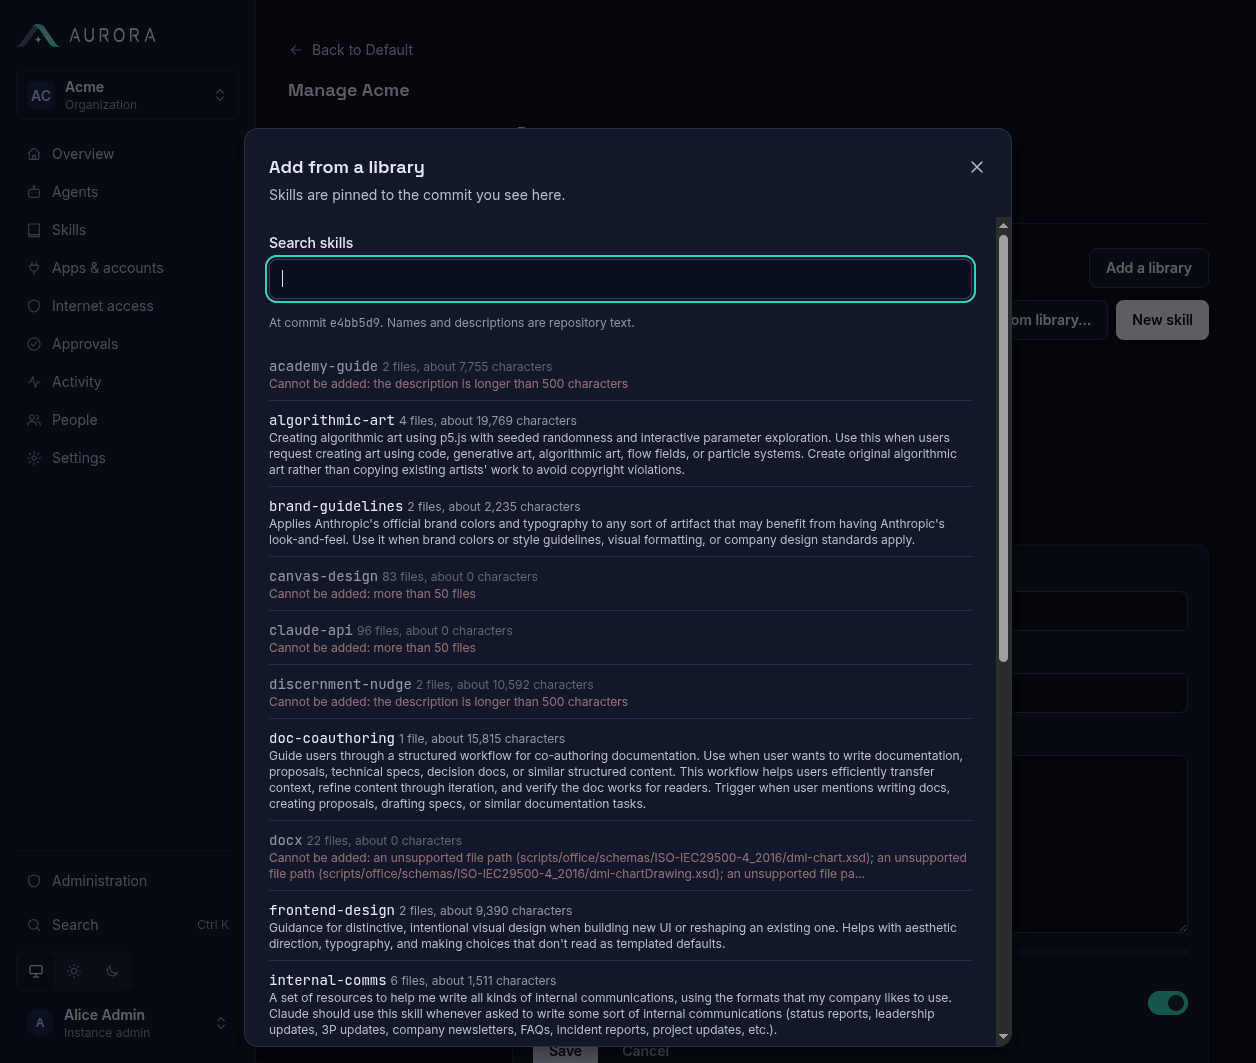 AURORA
AC
Acme
Organization
Overview
Agents
Skills
Apps & accounts
Internet access
Approvals
Activity
People
Settings
Administration
Search
Ctrl K
A
Alice Admin
Instance admin
Back to Default
Manage Acme
Add a library
om library...
New skill
Add from a library
Skills are pinned to the commit you see here.
Search skills
At commit e4bb5d9. Names and descriptions are repository text.
academy-guide 2 files, about 7,755 characters
Cannot be added: the description is longer than 500 characters
algorithmic-art 4 files, about 19,769 characters
Creating algorithmic art using p5.js with seeded randomness and interactive parameter exploration. Use this when users
request creating art using code, generative art, algorithmic art, flow fields, or particle systems. Create original algorithmic
art rather than copying existing artists' work to avoid copyright violations.
brand-guidelines 2 files, about 2,235 characters
Applies Anthropic's official brand colors and typography to any sort of artifact that may benefit from having Anthropic's
look-and-feel. Use it when brand colors or style guidelines, visual formatting, or company design standards apply.
canvas-design 83 files, about 0 characters
Cannot be added: more than 50 files
claude-api 96 files, about 0 characters
Cannot be added: more than 50 files
discernment-nudge 2 files, about 10,592 characters
Cannot be added: the description is longer than 500 characters
doc-coauthoring 1 file, about 15,815 characters
Guide users through a structured workflow for co-authoring documentation. Use when user wants to write documentation,
proposals, technical specs, decision docs, or similar structured content. This workflow helps users efficiently transfer
context, refine content through iteration, and verify the doc works for readers. Trigger when user mentions writing docs,
creating proposals, drafting specs, or similar documentation tasks.
docx 22 files, about 0 characters
Cannot be added: an unsupported file path (scripts/office/schemas/ISO-IEC29500-4_2016/dml-chart.xsd); an unsupported
file path (scripts/office/schemas/ISO-IEC29500-4_2016/dml-chartDrawing.xsd); an unsupported file pa...
frontend-design 2 files, about 9,390 characters
Guidance for distinctive, intentional visual design when building new UI or reshaping an existing one. Helps with aesthetic
direction, typography, and making choices that don't read as templated defaults.
internal-comms 6 files, about 1,511 characters
A set of resources to help me write all kinds of internal communications, using the formats that my company likes to use.
Claude should use this skill whenever asked to write some sort of internal communications (status reports, leadership
updates, 3P updates, company newsletters, FAQs, incident reports, project updates, etc.).
Save
Cancel